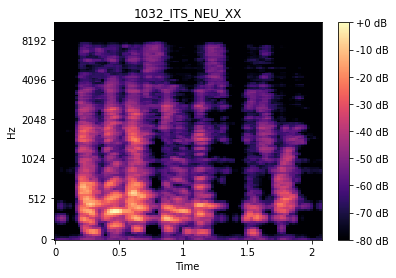 1032_ITS_NEU_XX
8192
4096
2048
1024
512
0
Hz
0
0.5
1
1.5
2
Time
+0 dB
-10 dB
-20 dB
-30 dB
-40 dB
-50 dB
-60 dB
-70 dB
-80 dB